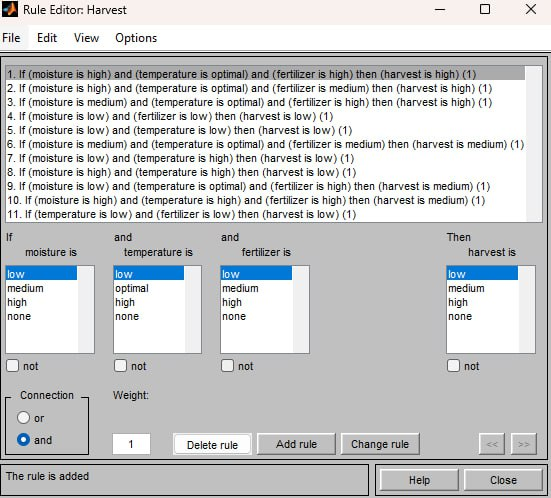 Rule Editor: Harvest
File Edit View Options
1. If (moisture is high) and (temperature is optimal) and (fertilizer is high) then (harvest is high) (1)
2. If (moisture is high) and (temperature is optimal) and (fertilizer is medium) then (harvest is high) (1)
3. If (moisture is medium) and (temperature is optimal) and (fertilizer is high) then (harvest is high) (1)
4. If (moisture is low) and (fertilizer is low) then (harvest is low) (1)
5. If (moisture is low) and (temperature is low) then (harvest is low) (1)
6. If (moisture is medium) and (temperature is optimal) and (fertilizer is medium) then (harvest is medium) (1)
7. If (moisture is low) and (temperature is high) then (harvest is low) (1)
8. If (moisture is high) and (temperature is high) then (harvest is low) (1)
9. If (moisture is low) and (temperature is optimal) and (fertilizer is high) then (harvest is medium) (1)
10. If (moisture is high) and (temperature is high) and (fertilizer is high) then (harvest is medium) (1)
11. If (temperature is low) and (fertilizer is low) then (harvest is low) (1)
If and and Then
moisture is temperature is fertilizer is harvest is
low low low low
medium optimal medium medium
high high high high
none none none none
not not not not
Connection Weight:
or
and 1 Delete rule Add rule Change rule << >>
The rule is added Help Close